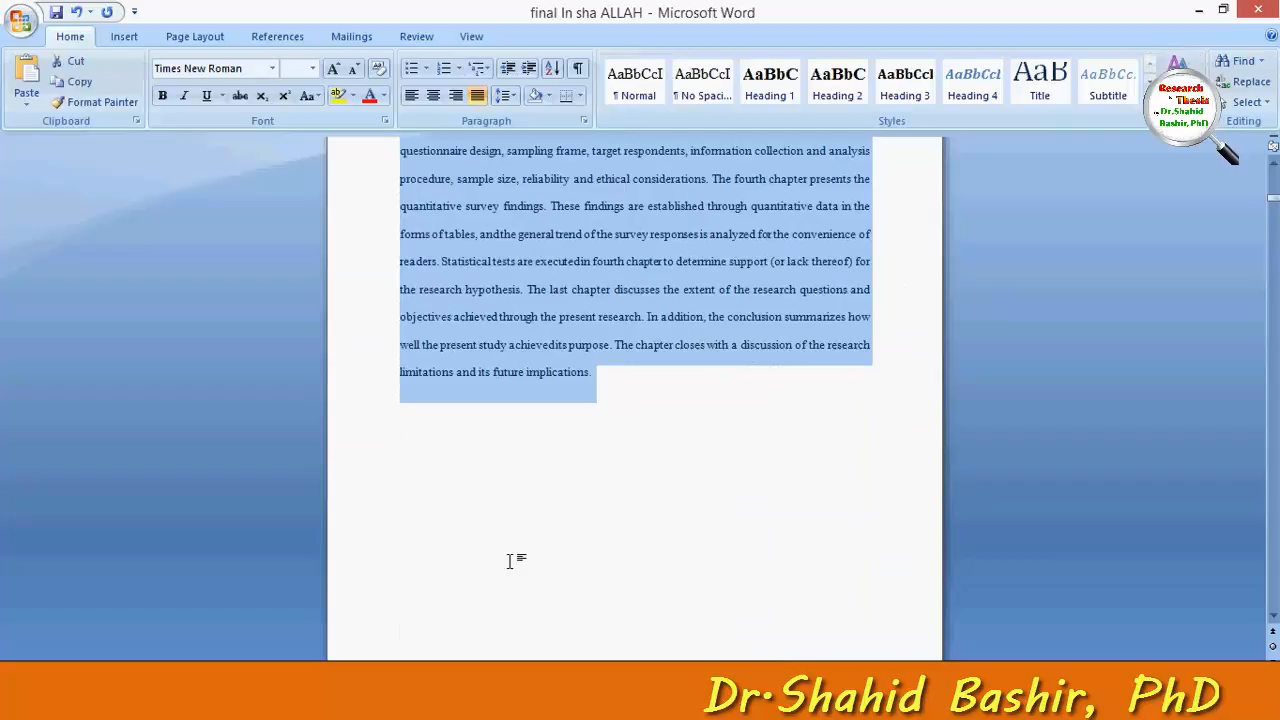 final In sha ALLAH - Microsoft Word
Home Insert Page Layout References Mailings Review View
Paste
Cut
Copy
Format Painter
Clipboard
Times New Roman
Font
Paragraph
AaBbCcI AaBbCcI AaBbC AaBbC AaBbCcl AaBbCcI AaB AaBbCc.
¶ Normal ¶ No Spaci... Heading 1 Heading 2 Heading 3 Heading 4 Title Subtitle
Styles
Find
Replace
Select
Editing
Research
Thesis
Dr.Shahid
Bashir, PhD
questionnaire design, sampling frame, target respondents, information collection and analysis
procedure, sample size, reliability and ethical considerations. The fourth chapter presents the
quantitative survey findings. These findings are established through quantitative data in the
forms of tables, and the general trend of the survey responses is analyzed for the convenience of
readers. Statistical tests are executed in fourth chapter to determine support (or lack thereof) for
the research hypothesis. The last chapter discusses the extent of the research questions and
objectives achieved through the present research. In addition, the conclusion summarizes how
well the present study achieved its purpose. The chapter closes with a discussion of the research
limitations and its future implications.
Dr.Shahid Bashir, PhD